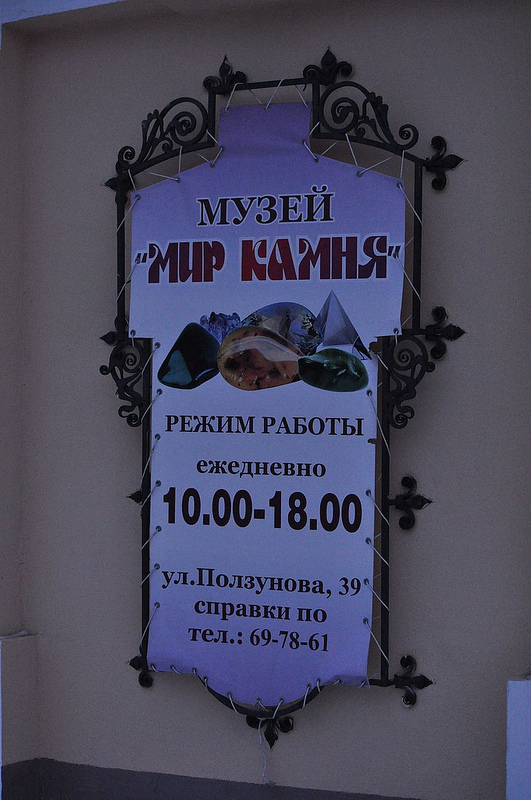 МУЗЕЙ
"МИР КАМНЯ"
РЕЖИМ РАБОТЫ
ежедневно
10.00-18.00
ул.Ползунова, 39
справки по
тел.: 69-78-61